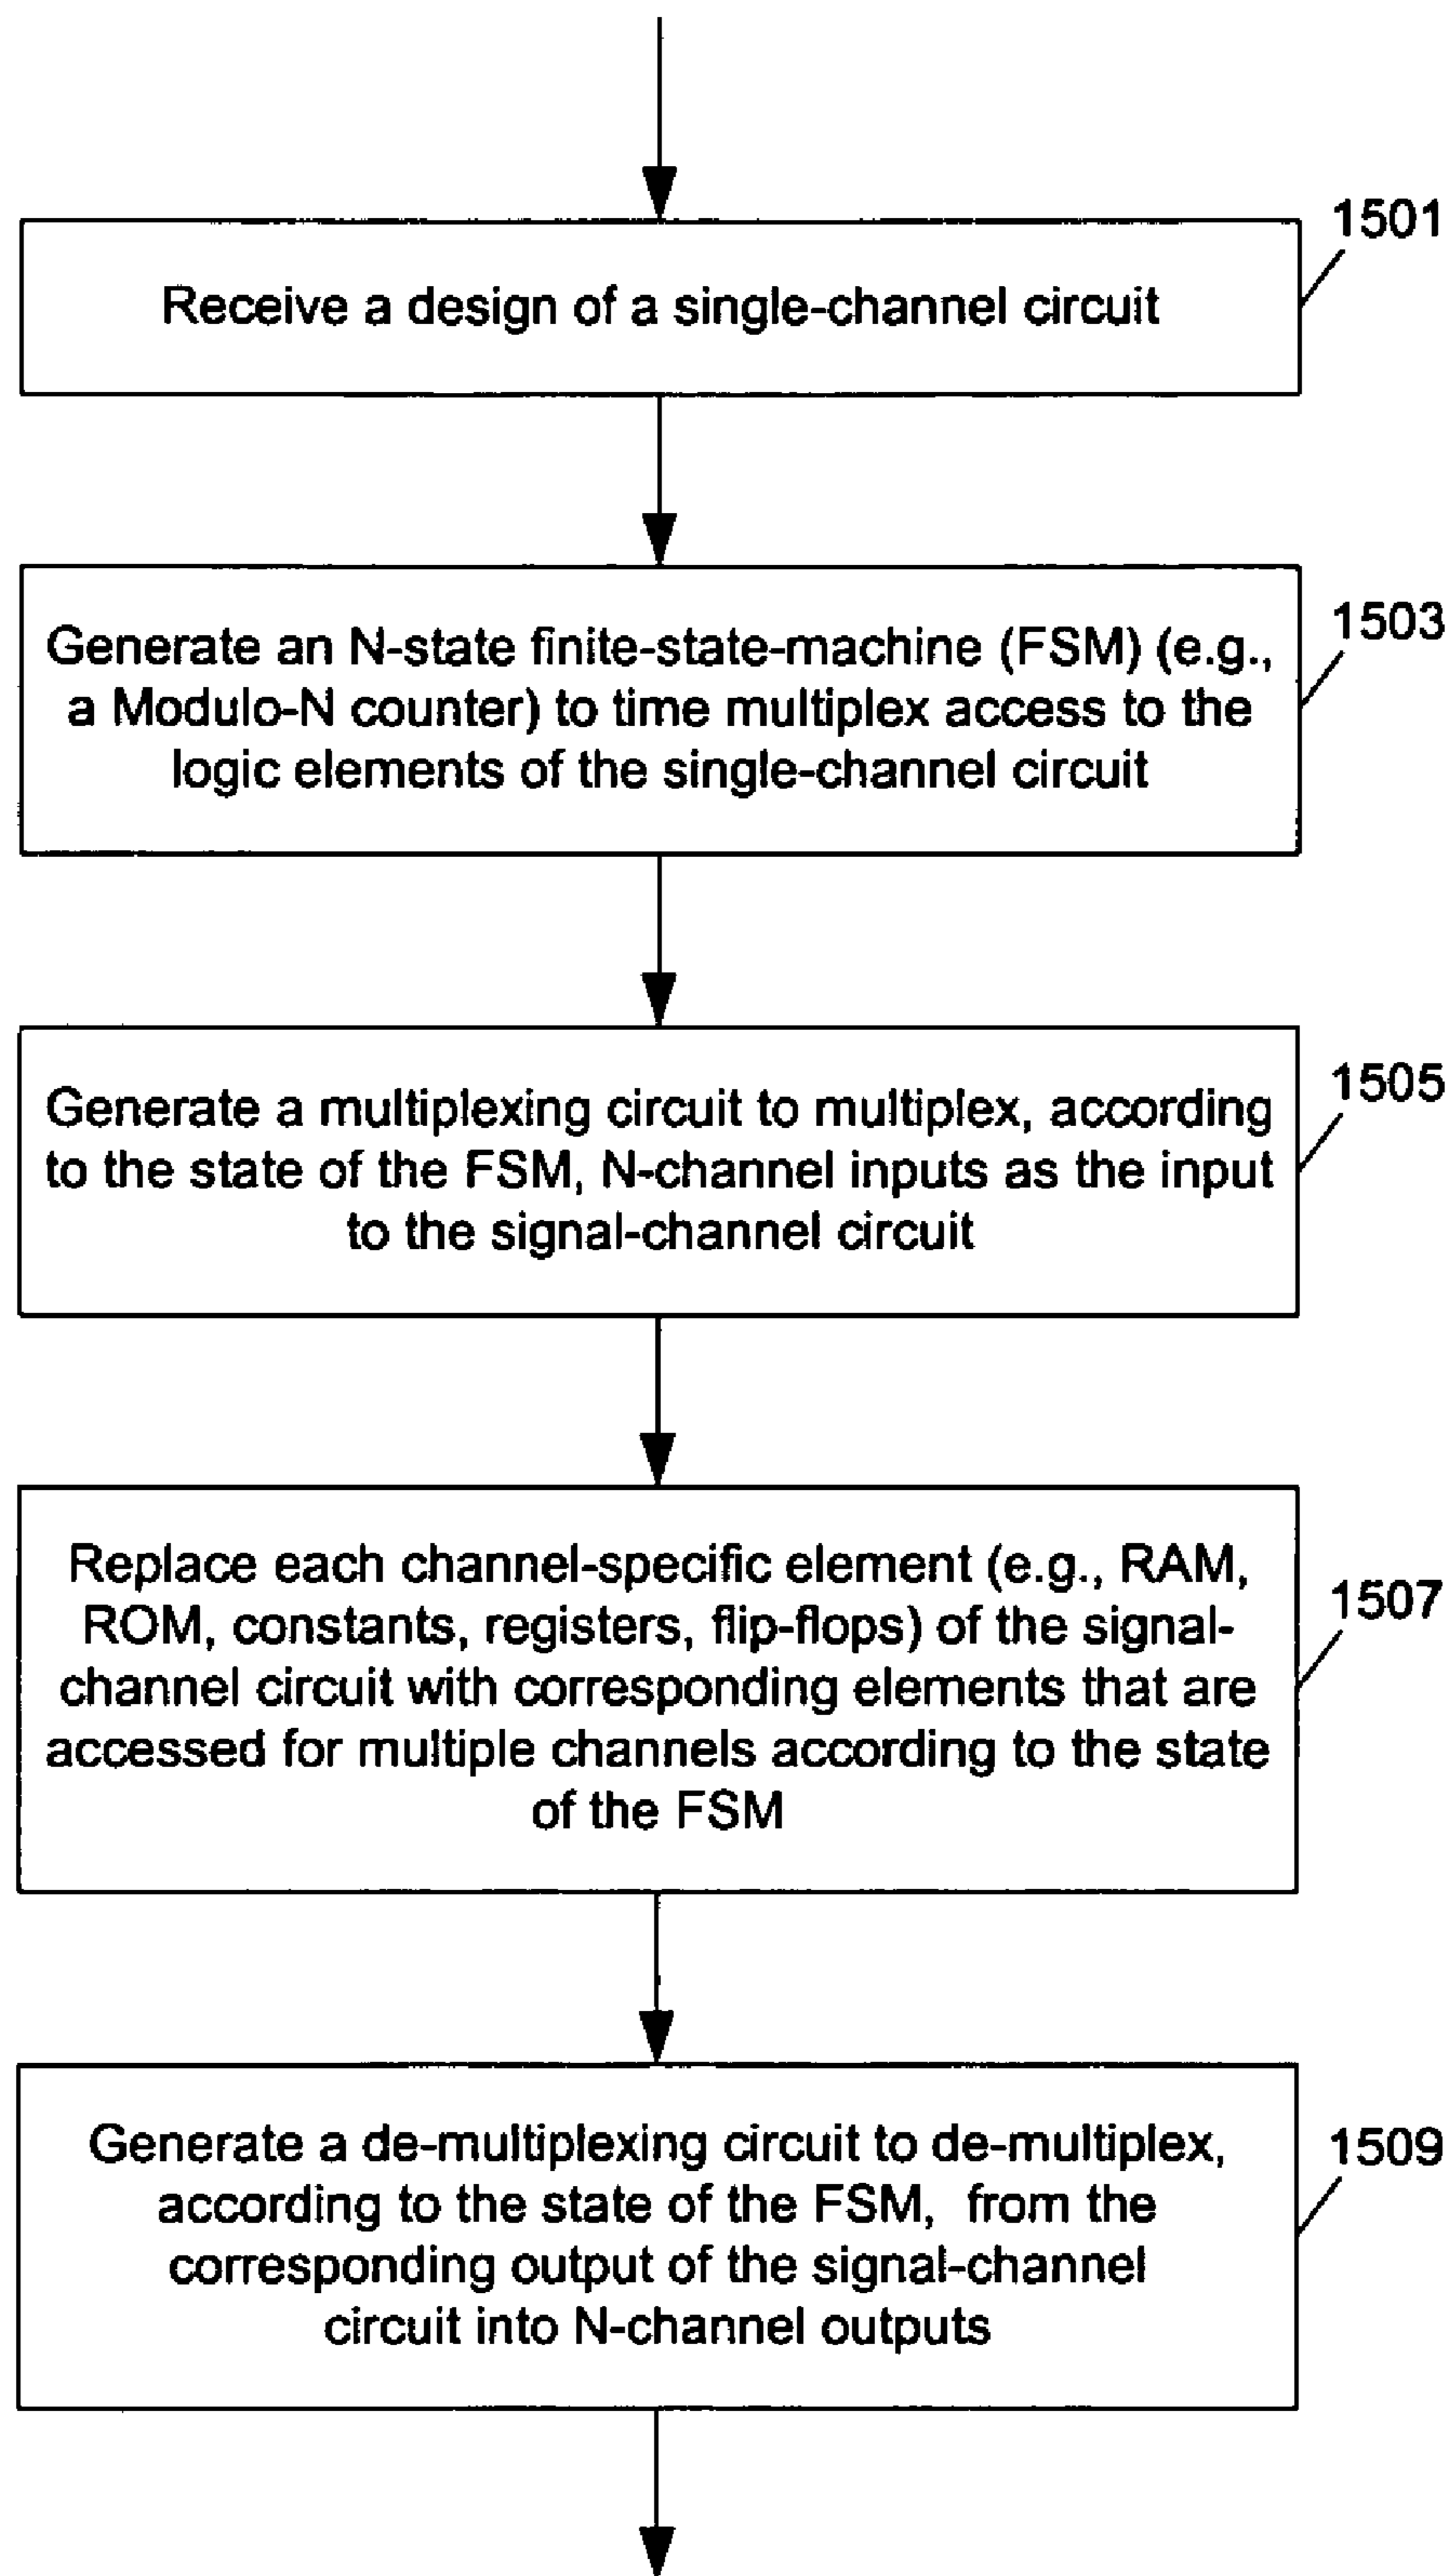 1501
Receive a design of a single-channel circuit
1503
Generate an N-state finite-state-machine (FSM) (e.g.,
a Modulo-N counter) to time multiplex access to the
logic elements of the single-channel circuit
1505
Generate a multiplexing circuit to multiplex, according
to the state of the FSM, N-channel inputs as the input
to the signal-channel circuit
1507
Replace each channel-specific element (e.g., RAM,
ROM, constants, registers, flip-flops) of the signal-
channel circuit with corresponding elements that are
accessed for multiple channels according to the state
of the FSM
1509
Generate a de-multiplexing circuit to de-multiplex,
according to the state of the FSM, from the
corresponding output of the signal-channel
circuit into N-channel outputs